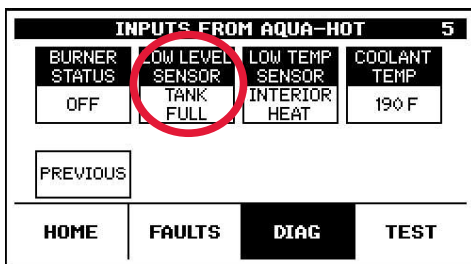 INPUTS FROM AQUA-HOT 5
BURNER STATUS
OFF
LOW LEVEL SENSOR
TANK FULL
LOW TEMP SENSOR
INTERIOR HEAT
COOLANT TEMP
190 F
PREVIOUS
HOME FAULTS DIAG TEST